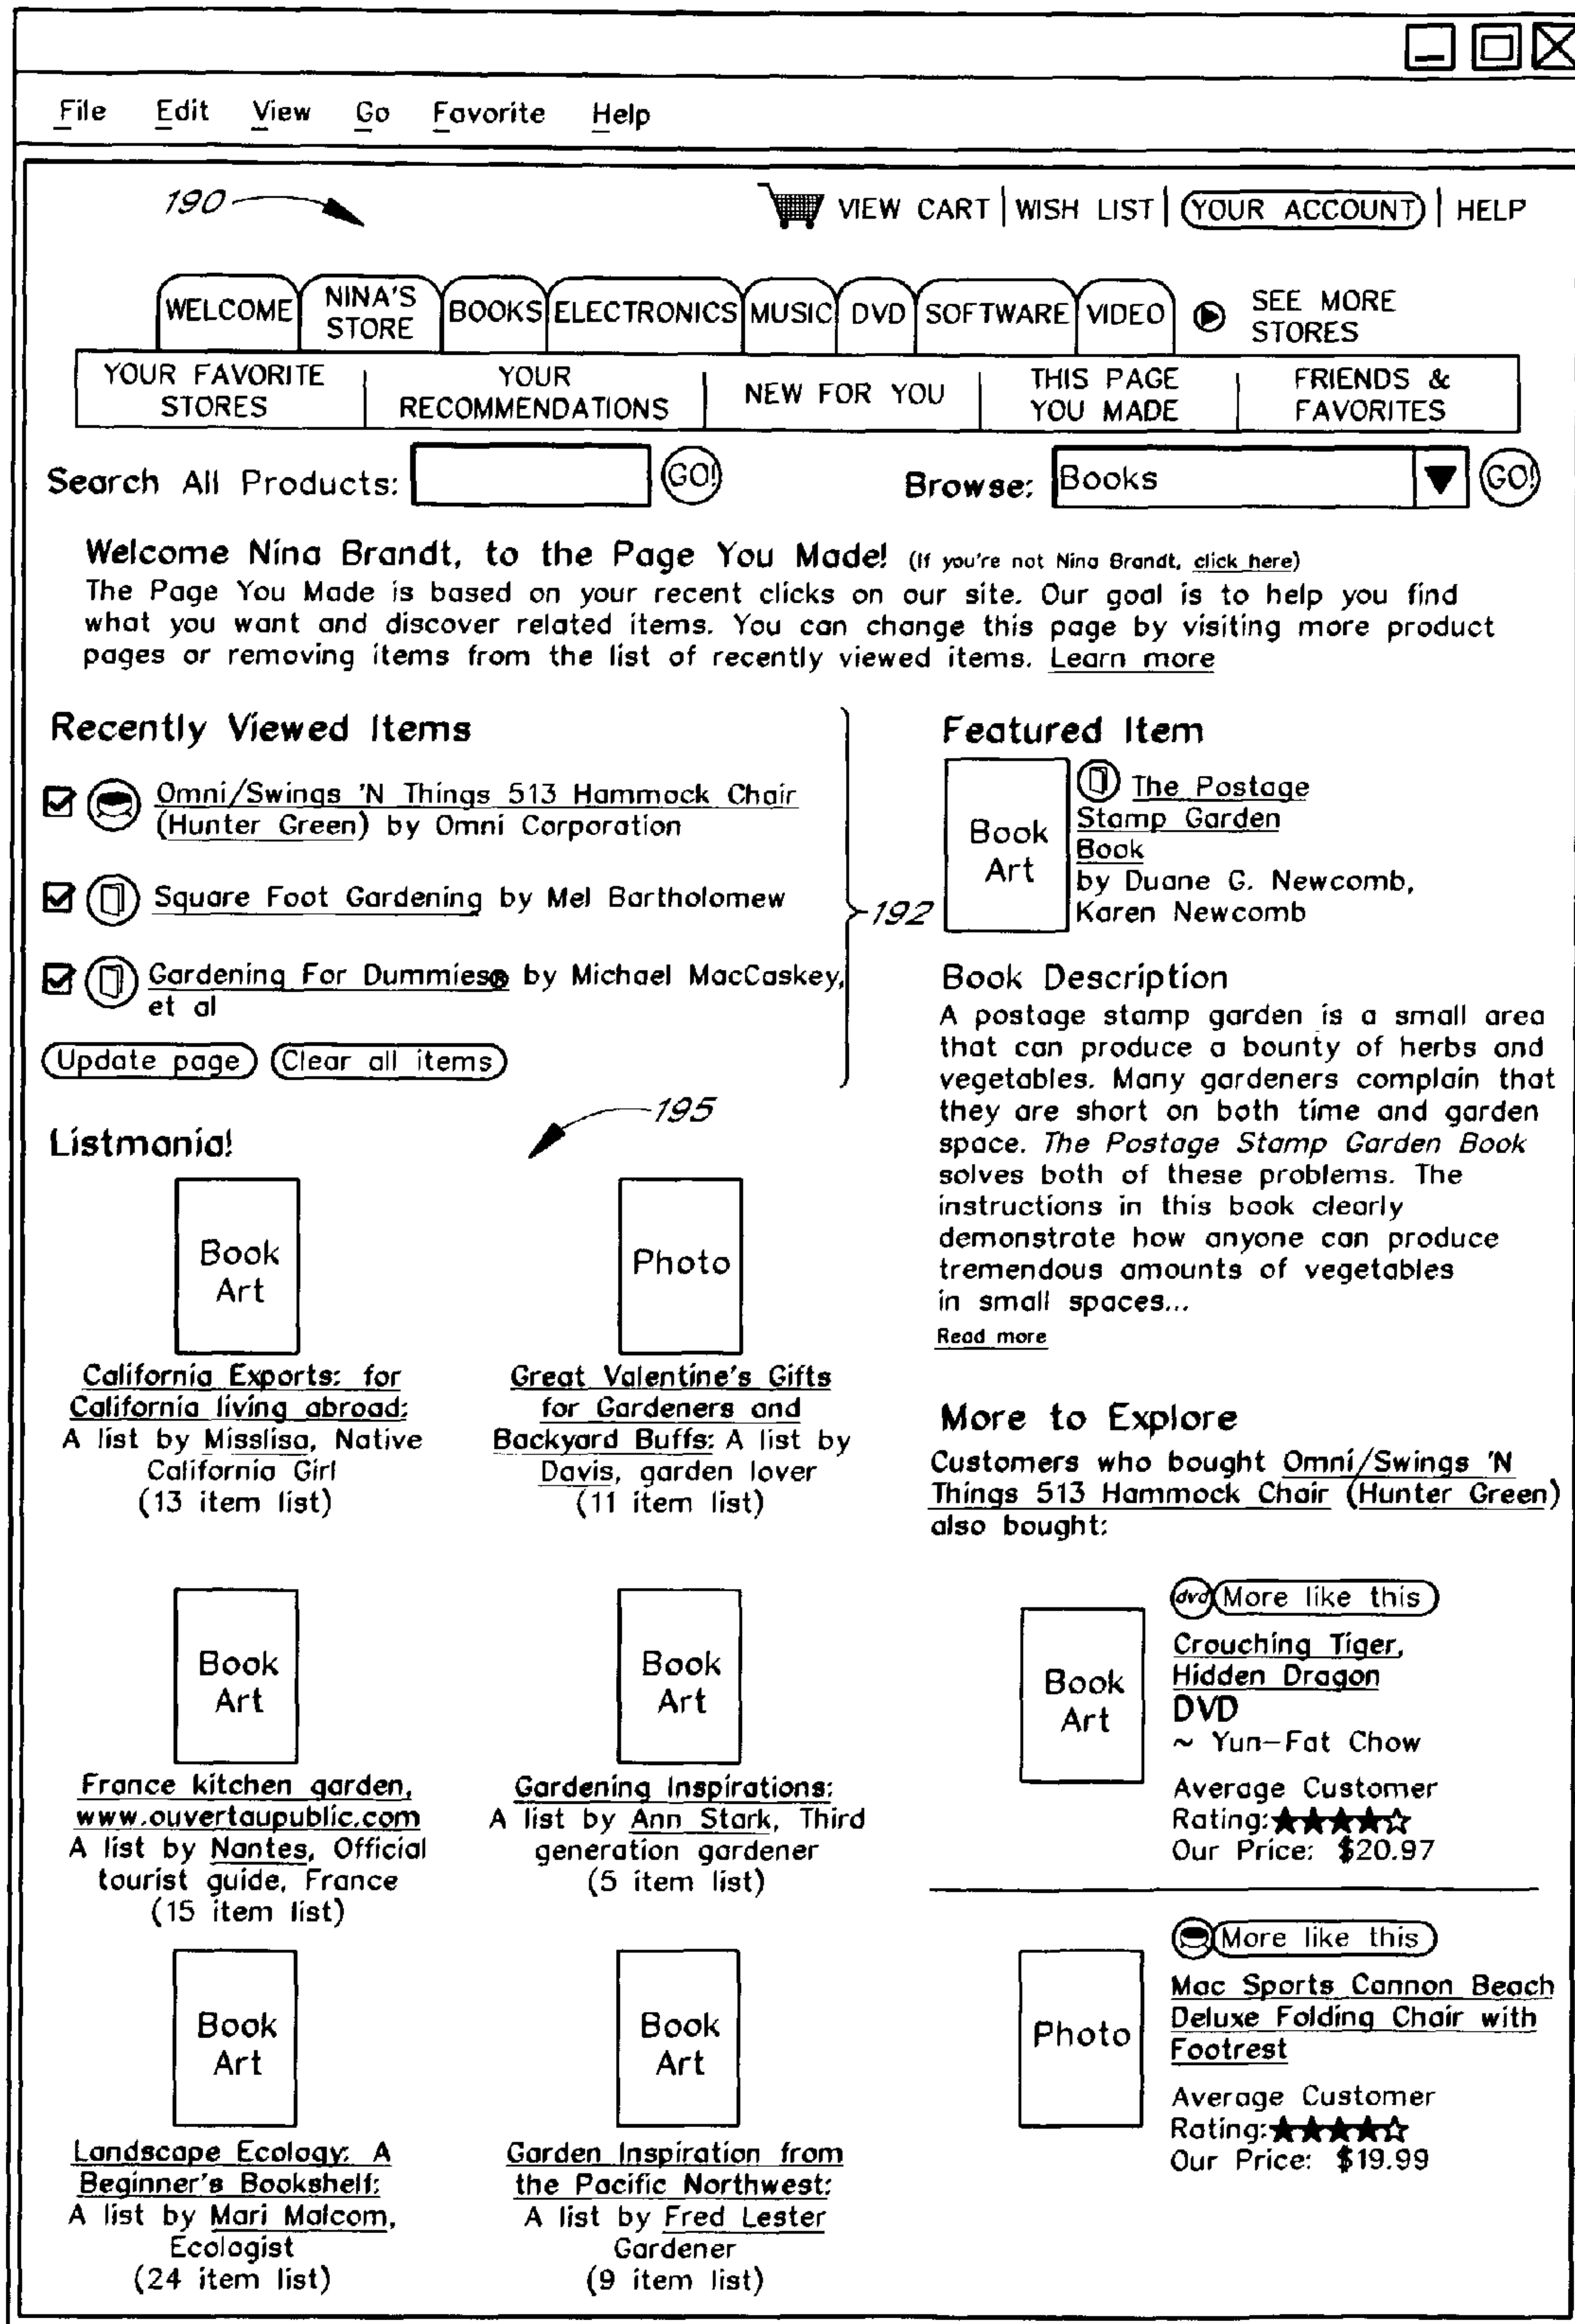 File Edit View Go Favorite Help
190
VIEW CART | WISH LIST | YOUR ACCOUNT | HELP
WELCOME
NINA'S
STORE
BOOKS
ELECTRONICS
MUSIC
DVD
SOFTWARE
VIDEO
SEE MORE
STORES
YOUR FAVORITE
STORES
YOUR
RECOMMENDATIONS
NEW FOR YOU
THIS PAGE
YOU MADE
FRIENDS &
FAVORITES
Search All Products: GO!
Browse: Books GO!
Welcome Nina Brandt, to the Page You Made! (If you're not Nina Brandt, click here)
The Page You Made is based on your recent clicks on our site. Our goal is to help you find
what you want and discover related items. You can change this page by visiting more product
pages or removing items from the list of recently viewed items. Learn more
Recently Viewed Items
Omni/Swings 'N Things 513 Hammock Chair
(Hunter Green) by Omni Corporation
Square Foot Gardening by Mel Bartholomew
Gardening For Dummies® by Michael MacCaskey,
et al
Update page Clear all items
192
Listmania!
195
Book
Art
California Exports: for
California living abroad:
A list by Misslisa, Native
California Girl
(13 item list)
Photo
Great Valentine's Gifts
for Gardeners and
Backyard Buffs: A list by
Davis, garden lover
(11 item list)
Book
Art
France kitchen garden,
www.ouvertaupublic.com
A list by Nantes, Official
tourist guide, France
(15 item list)
Book
Art
Gardening Inspirations:
A list by Ann Stark, Third
generation gardener
(5 item list)
Book
Art
Landscape Ecology: A
Beginner's Bookshelf:
A list by Mari Malcom,
Ecologist
(24 item list)
Book
Art
Garden Inspiration from
the Pacific Northwest:
A list by Fred Lester
Gardener
(9 item list)
Featured Item
Book
Art
The Postage
Stamp Garden
Book
by Duane G. Newcomb,
Karen Newcomb
Book Description
A postage stamp garden is a small area
that can produce a bounty of herbs and
vegetables. Many gardeners complain that
they are short on both time and garden
space. The Postage Stamp Garden Book
solves both of these problems. The
instructions in this book clearly
demonstrate how anyone can produce
tremendous amounts of vegetables
in small spaces...
Read more
More to Explore
Customers who bought Omni/Swings 'N
Things 513 Hammock Chair (Hunter Green)
also bought:
Book
Art
dvd More like this
Crouching Tiger,
Hidden Dragon
DVD
~ Yun-Fat Chow
Average Customer
Rating:★★★★☆
Our Price: $20.97
Photo
More like this
Mac Sports Cannon Beach
Deluxe Folding Chair with
Footrest
Average Customer
Rating:★★★★☆
Our Price: $19.99